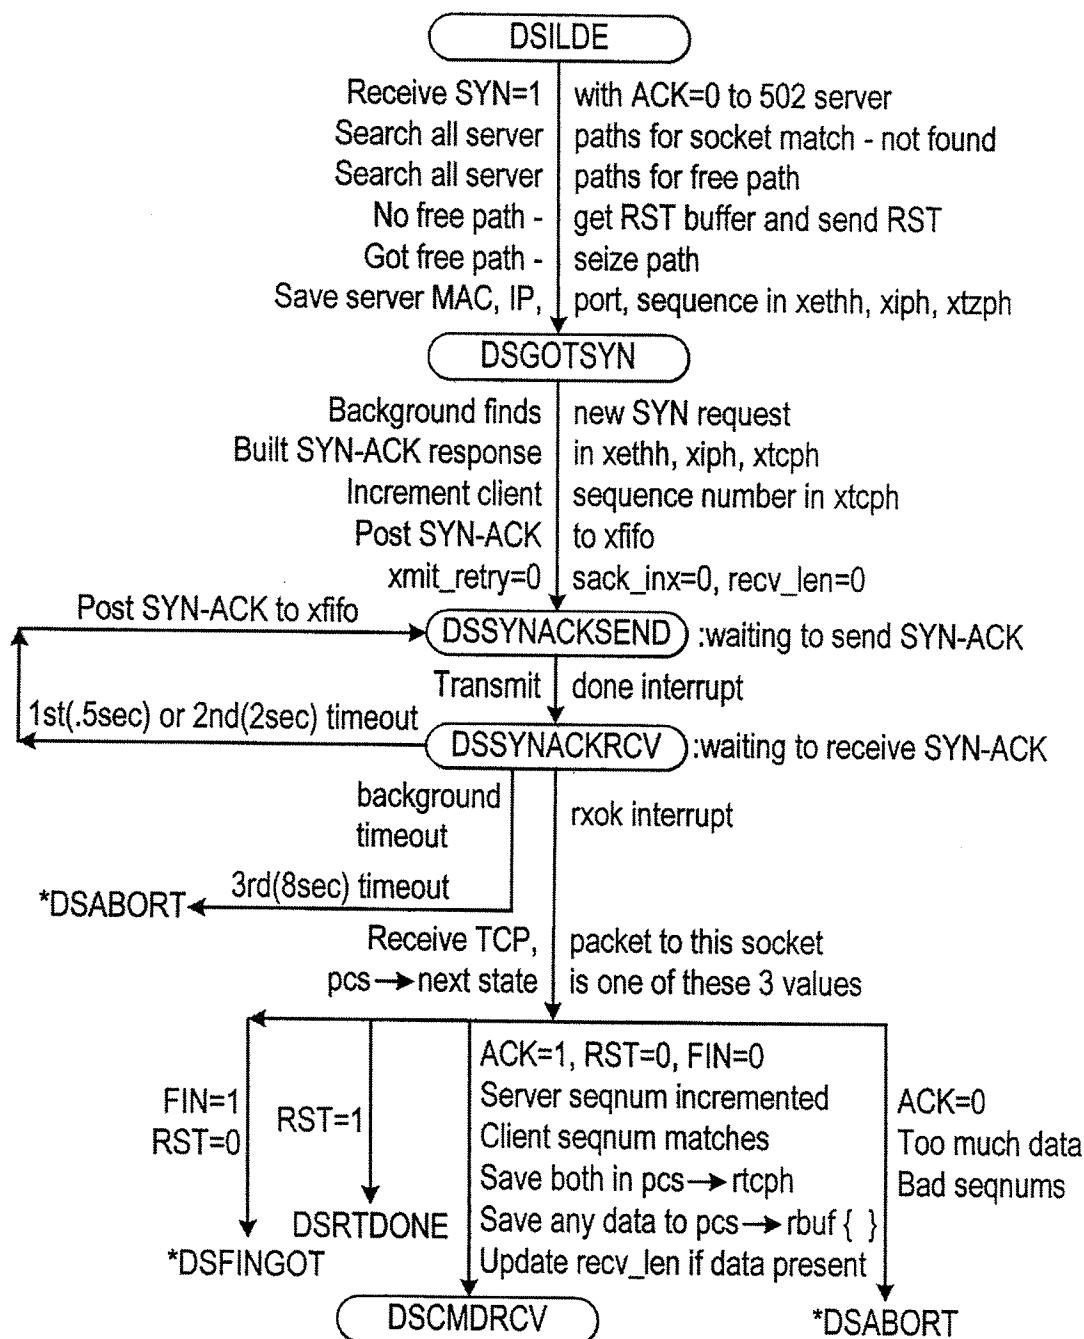 DSILDE
Receive SYN=1 with ACK=0 to 502 server
Search all server paths for socket match - not found
Search all server paths for free path
No free path - get RST buffer and send RST
Got free path - seize path
Save server MAC, IP, port, sequence in xethh, xiph, xtzph
DSGOTSYN
Background finds new SYN request
Built SYN-ACK response in xethh, xiph, xtcph
Increment client sequence number in xtcph
Post SYN-ACK to xfifo
xmit_retry=0 sack_inx=0, recv_len=0
Post SYN-ACK to xfifo
DSSYNACKSEND :waiting to send SYN-ACK
Transmit done interrupt
1st(.5sec) or 2nd(2sec) timeout
DSSYNACKRCV :waiting to receive SYN-ACK
background
timeout
rxok interrupt
3rd(8sec) timeout
*DSABORT
Receive TCP, packet to this socket
pcs→next state is one of these 3 values
FIN=1
RST=0
*DSFINGOT
RST=1
DSRTDONE
ACK=1, RST=0, FIN=0
Server seqnum incremented
Client seqnum matches
Save both in pcs→rtcph
Save any data to pcs→rbuf { }
Update recv_len if data present
DSCMDRCV
ACK=0
Too much data
Bad seqnums
*DSABORT